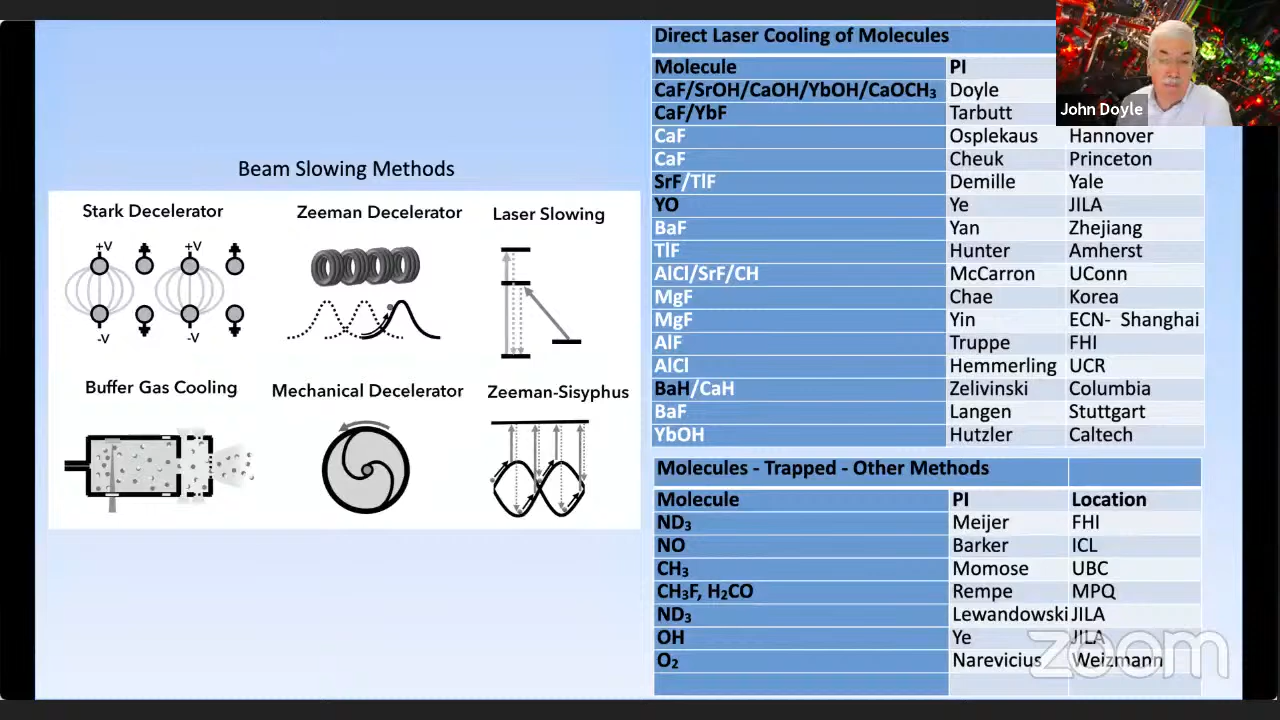 Beam Slowing Methods
Stark Decelerator
Zeeman Decelerator
Laser Slowing
+V
+V
-V
-V
Buffer Gas Cooling
Mechanical Decelerator
Zeeman-Sisyphus
Direct Laser Cooling of Molecules
Molecule PI
CaF/SrOH/CaOH/YbOH/CaOCH₃ Doyle
CaF/YbF Tarbutt
CaF Osplekaus Hannover
CaF Cheuk Princeton
SrF/TlF Demille Yale
YO Ye JILA
BaF Yan Zhejiang
TlF Hunter Amherst
AlCl/SrF/CH McCarron UConn
MgF Chae Korea
MgF Yin ECN- Shanghai
AlF Truppe FHI
AlCl Hemmerling UCR
BaH/CaH Zelivinski Columbia
BaF Langen Stuttgart
YbOH Hutzler Caltech
Molecules - Trapped - Other Methods
Molecule PI Location
ND₃ Meijer FHI
NO Barker ICL
CH₃ Momose UBC
CH₃F, H₂CO Rempe MPQ
ND₃ Lewandowski JILA
OH Ye JILA
O₂ Narevicius Weizmann
John Doyle
zoom